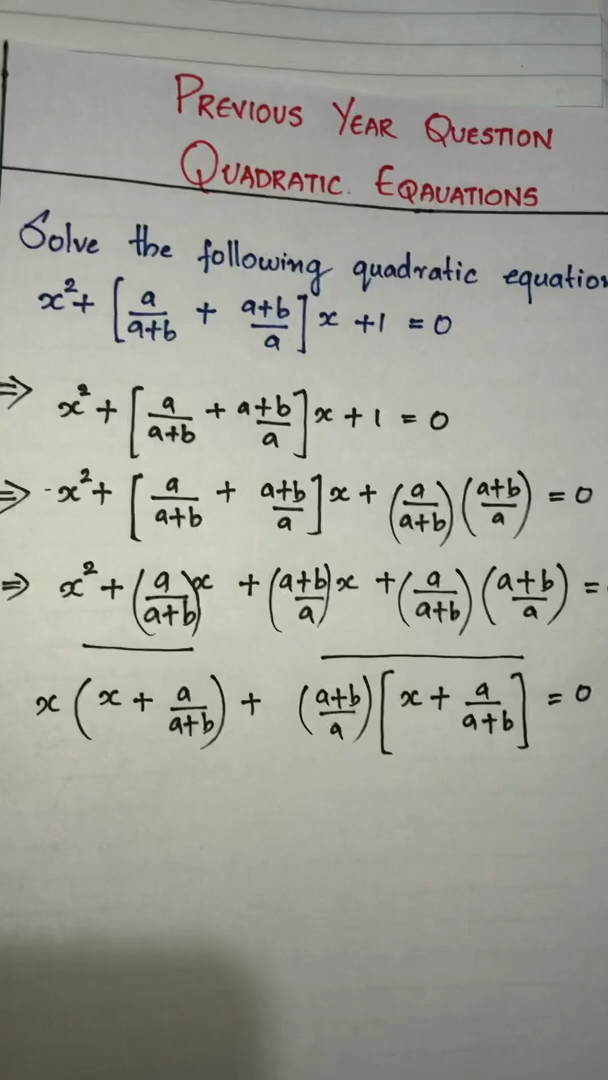 PREVIOUS YEAR QUESTION
QUADRATIC. EQAUATIONS
Solve the following quadratic equation
x² + [a/(a+b) + (a+b)/a] x + 1 = 0
⇒ x² + [a/(a+b) + (a+b)/a] x + 1 = 0
⇒ x² + [a/(a+b) + (a+b)/a] x + (a/(a+b)) ((a+b)/a) = 0
⇒ x² + (a/(a+b)) x + ((a+b)/a) x + (a/(a+b)) ((a+b)/a) =
x (x + a/(a+b)) + ((a+b)/a) [x + a/(a+b)] = 0